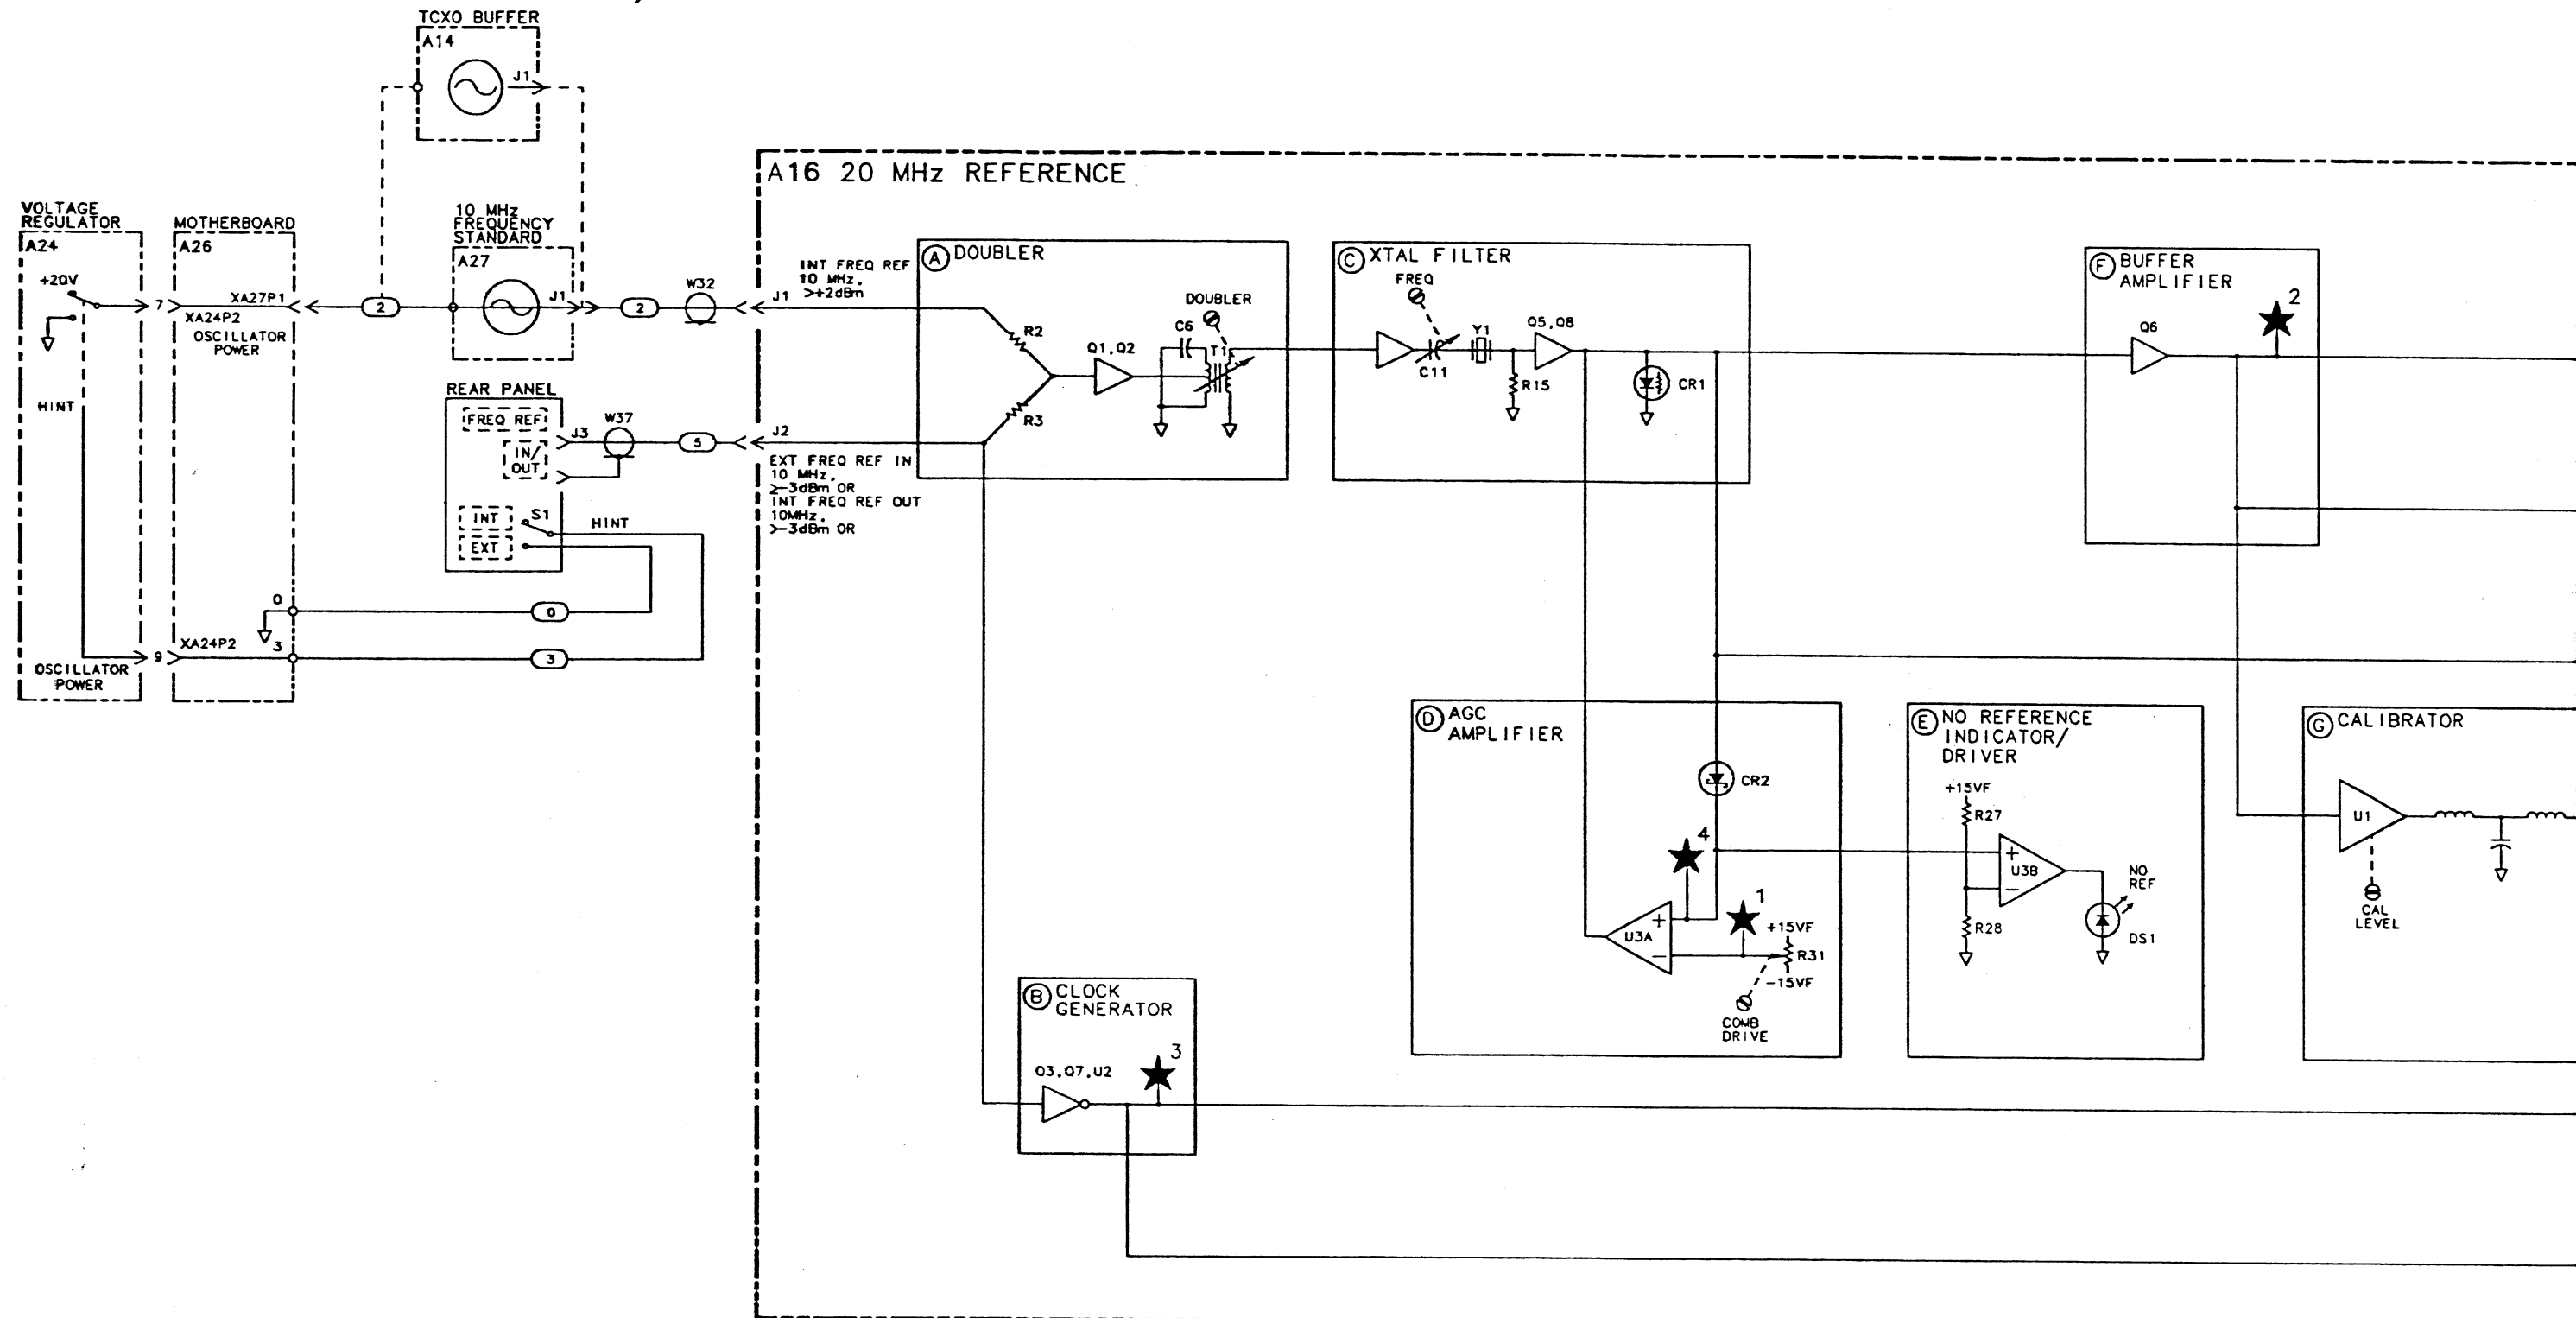 TCXO BUFFER
A14
J1
A16 20 MHz REFERENCE
VOLTAGE
REGULATOR
A24
+20V
HINT
7
MOTHERBOARD
A26
XA27P1
XA24P2
OSCILLATOR
POWER
2
10 MHz
FREQUENCY
STANDARD
A27
J1
2
W32
INT FREQ REF
10 MHz,
>+2dBm
J1
REAR PANEL
FREQ REF
IN/
OUT
J3
W37
5
J2
EXT FREQ REF IN
10 MHz,
>-3dBm OR
INT FREQ REF OUT
10MHz,
>-3dBm OR
INT
EXT
S1
HINT
0
0
XA24P2
3
9
3
OSCILLATOR
POWER
A DOUBLER
R2
R3
Q1,Q2
C6
DOUBLER
T1
C XTAL FILTER
FREQ
C11
Y1
R15
Q5,Q8
CR1
F BUFFER
AMPLIFIER
Q6
2
D AGC
AMPLIFIER
CR2
4
1
+
U3A
-
+15VF
R31
-15VF
COMB
DRIVE
E NO REFERENCE
INDICATOR/
DRIVER
+15VF
R27
R28
+
U3B
-
NO
REF
DS1
G CALIBRATOR
U1
CAL
LEVEL
B CLOCK
GENERATOR
Q3,Q7,U2
3